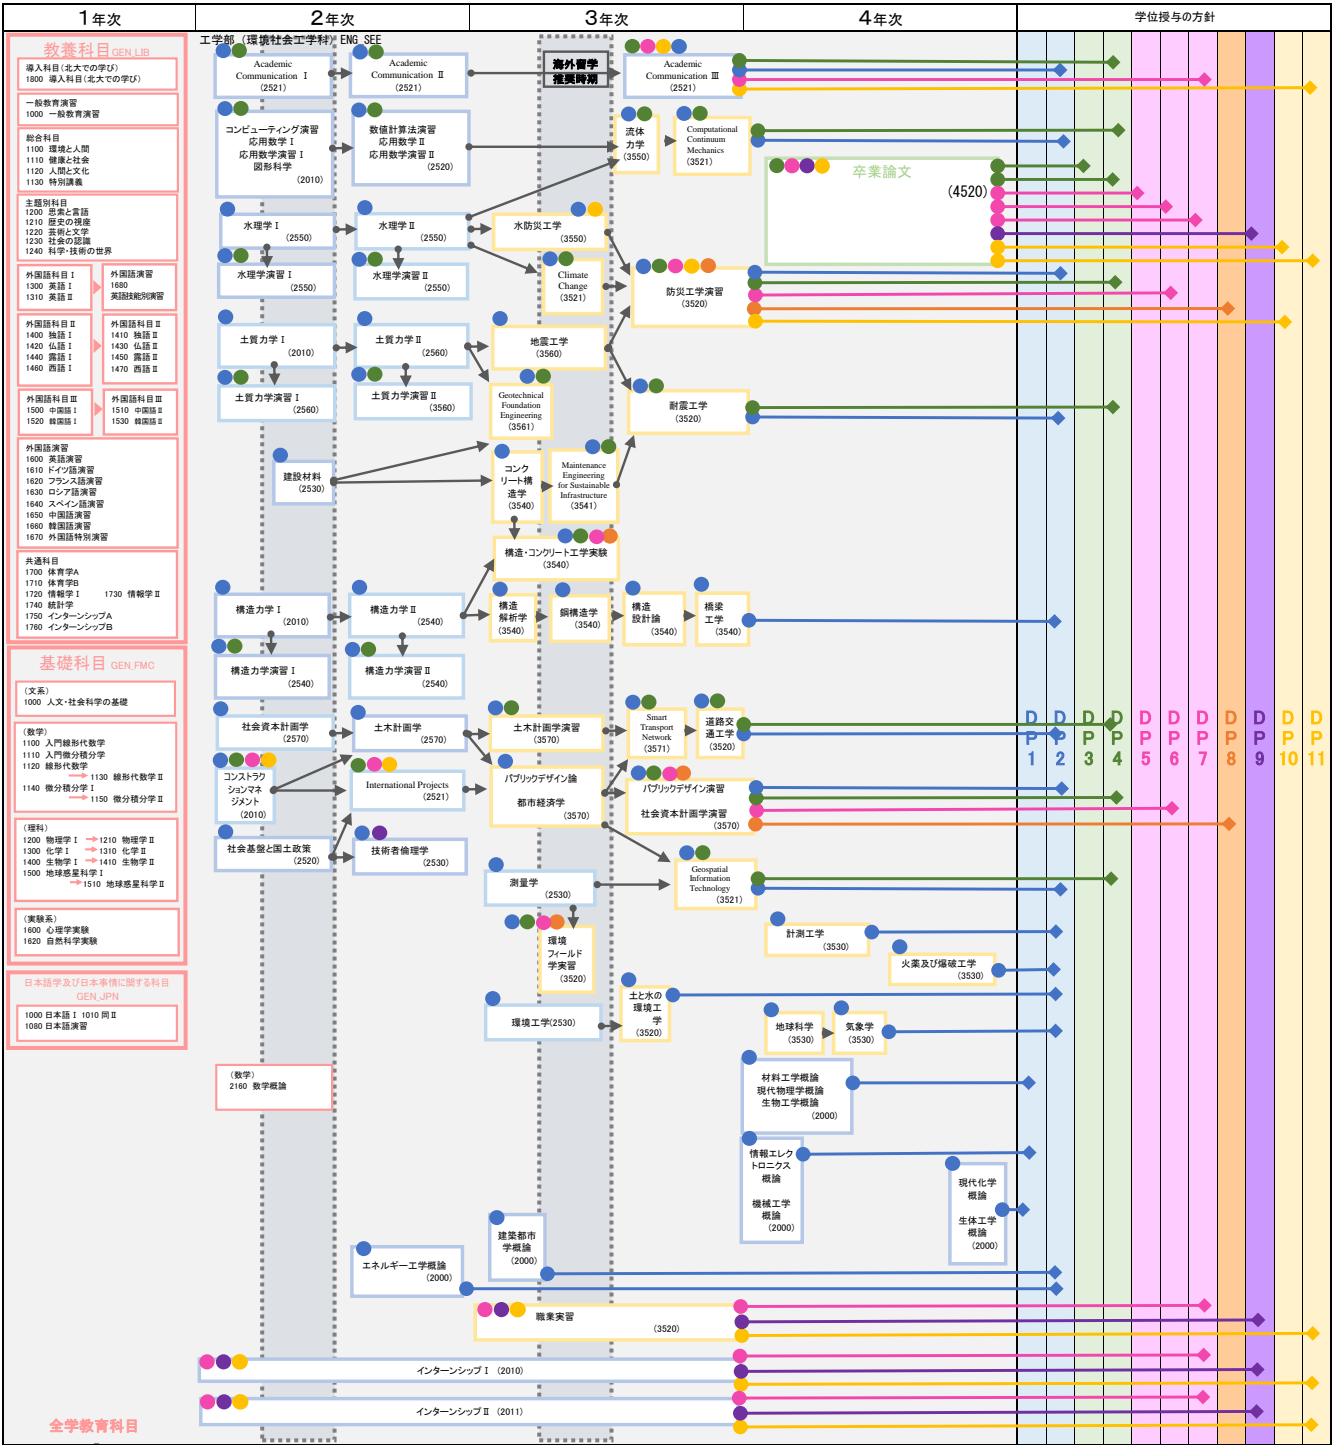 1年次
2年次
3年次
4年次
学位授与の方針
教養科目GEN_LIB
導入科目(北大での学び)
1800 導入科目(北大での学び)
一般教育演習
1000 一般教育演習
総合科目
1100 環境と人間
1110 健康と社会
1120 人間と文化
1130 特別講義
主題別科目
1200 思索と言語
1210 歴史の視座
1220 芸術と文学
1230 社会の認識
1240 科学・技術の世界
外国語科目Ⅰ
1300 英語Ⅰ
1310 英語Ⅱ
外国語演習
1680
英語技能別演習
外国語科目Ⅱ
1400 独語Ⅰ
1420 仏語Ⅰ
1440 露語Ⅰ
1460 西語Ⅰ
外国語科目Ⅱ
1410 独語Ⅱ
1430 仏語Ⅱ
1450 露語Ⅱ
1470 西語Ⅱ
外国語科目Ⅲ
1500 中国語Ⅰ
1520 韓国語Ⅰ
外国語科目Ⅲ
1510 中国語Ⅱ
1530 韓国語Ⅱ
外国語演習
1600 英語演習
1610 ドイツ語演習
1620 フランス語演習
1630 ロシア語演習
1640 スペイン語演習
1650 中国語演習
1660 韓国語演習
1670 外国語特別演習
共通科目
1700 体育学A
1710 体育学B
1720 情報学Ⅰ 1730 情報学Ⅱ
1740 統計学
1750 インターンシップA
1760 インターンシップB
基礎科目 GEN_FMC
(文系)
1000 人文・社会科学の基礎
(数学)
1100 入門線形代数学
1110 入門微分積分学
1120 線形代数学
1130 線形代数学Ⅱ
1140 微分積分学Ⅰ
1150 微分積分学Ⅱ
(理科)
1200 物理学Ⅰ 1210 物理学Ⅱ
1300 化学Ⅰ 1310 化学Ⅱ
1400 生物学Ⅰ 1410 生物学Ⅱ
1500 地球惑星科学Ⅰ
1510 地球惑星科学Ⅱ
(実験系)
1600 心理学実験
1620 自然科学実験
日本語学及び日本事情に関する科目
GEN_JPN
1000 日本語Ⅰ 1010 同Ⅱ
1080 日本語演習
全学教育科目
工学部 (環境社会工学科) ENG_SEE
Academic
Communication Ⅰ
(2521)
Academic
Communication Ⅱ
(2521)
海外留学
推奨時期
Academic
Communication Ⅲ
(2521)
コンピューティング演習
応用数学Ⅰ
応用数学演習Ⅰ
図形科学
(2010)
数値計算法演習
応用数学Ⅱ
応用数学演習Ⅱ
(2520)
流体
力学
(3550)
Computational
Continuum
Mechanics
(3521)
卒業論文
(4520)
水理学Ⅰ
(2550)
水理学Ⅱ
(2550)
水防災工学
(3550)
水理学演習Ⅰ
(2550)
水理学演習Ⅱ
(2550)
Climate
Change
(3521)
防災工学演習
(3520)
土質力学Ⅰ
(2010)
土質力学Ⅱ
(2560)
地震工学
(3560)
土質力学演習Ⅰ
(2560)
土質力学演習Ⅱ
(3560)
Geotechnical
Foundation
Engineering
(3561)
耐震工学
(3520)
建設材料
(2530)
コンク
リート構
造学
(3540)
Maintenance
Engineering
for Sustainable
Infrastructure
(3541)
構造・コンクリート工学実験
(3540)
構造力学Ⅰ
(2010)
構造力学Ⅱ
(2540)
構造
解析学
(3540)
鋼構造学
(3540)
構造
設計論
(3540)
橋梁
工学
(3540)
構造力学演習Ⅰ
(2540)
構造力学演習Ⅱ
(2540)
社会資本計画学
(2570)
土木計画学
(2570)
土木計画学演習
(3570)
Smart
Transport
Network
(3571)
道路交
通工学
(3520)
コンストラク
ションマネ
ジメント
(2010)
International Projects
(2521)
パブリックデザイン論
都市経済学
(3570)
パブリックデザイン演習
社会資本計画学演習
(3570)
社会基盤と国土政策
(2520)
技術者倫理学
(2530)
測量学
(2530)
Geospatial
Information
Technology
(3521)
環境
フィールド
学実習
(3520)
計測工学
(3530)
火薬及び爆破工学
(3530)
環境工学(2530)
土と水の
環境工
学
(3520)
地球科学
(3530)
気象学
(3530)
(数学)
2160 数学概論
材料工学概論
現代物理学概論
生物工学概論
(2000)
情報エレク
トロニクス
概論
機械工学
概論
(2000)
現代化学
概論
生体工学
概論
(2000)
建築都市
学概論
(2000)
エネルギー工学概論
(2000)
職業実習
(3520)
インターンシップⅠ (2010)
インターンシップⅡ (2011)
DP1
DP2
DP3
DP4
DP5
DP6
DP7
DP8
DP9
DP10
DP11